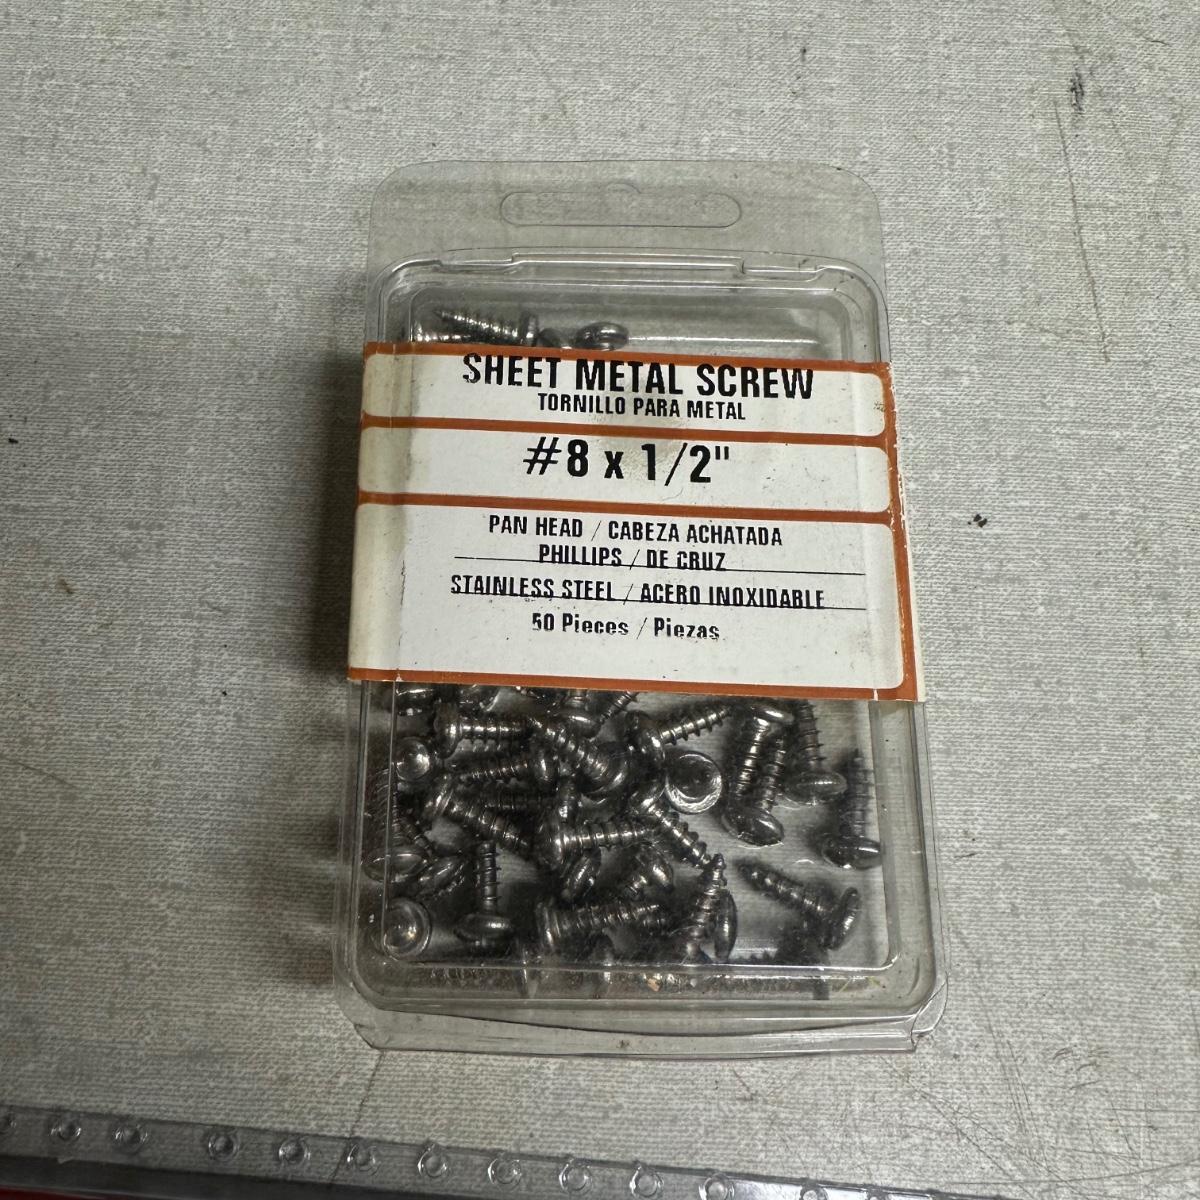 SHEET METAL SCREW
TORNILLO PARA METAL
#8 x 1/2"
PAN HEAD / CABEZA ACHATADA
PHILLIPS / DE CRUZ
STAINLESS STEEL / ACERO INOXIDABLE
50 Pieces / Piezas